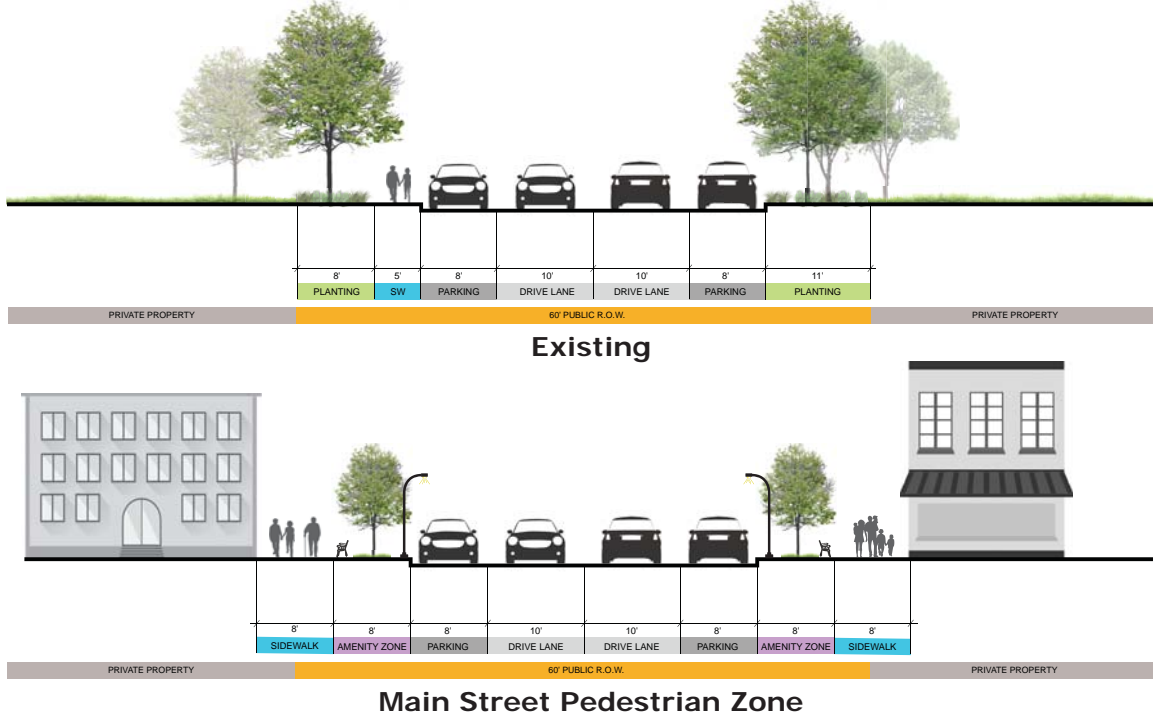 8' 5' 8' 10' 10' 8' 11'
PLANTING SW PARKING DRIVE LANE DRIVE LANE PARKING PLANTING
PRIVATE PROPERTY 60' PUBLIC R.O.W. PRIVATE PROPERTY
Existing
8' 8' 8' 10' 10' 8' 8' 8'
SIDEWALK AMENITY ZONE PARKING DRIVE LANE DRIVE LANE PARKING AMENITY ZONE SIDEWALK
PRIVATE PROPERTY 60' PUBLIC R.O.W. PRIVATE PROPERTY
Main Street Pedestrian Zone